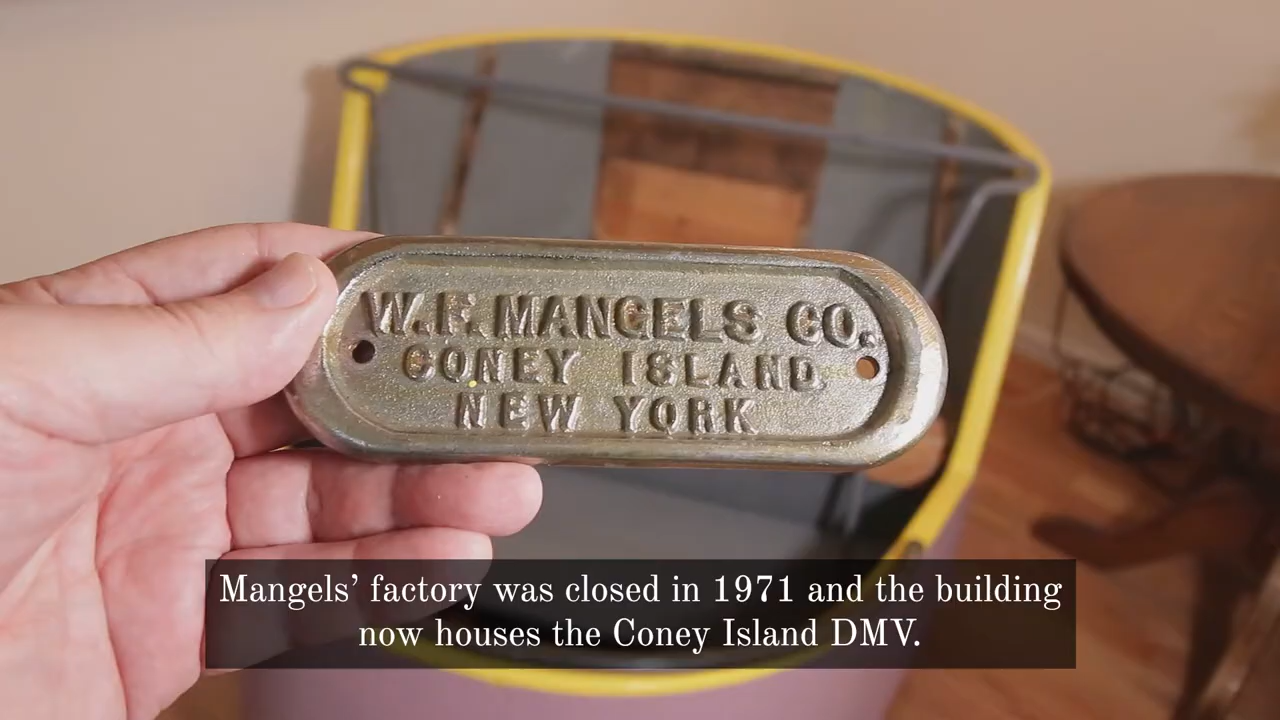 W.F. MANGELS CO.
CONEY ISLAND
NEW YORK
Mangels’ factory was closed in 1971 and the building
now houses the Coney Island DMV.